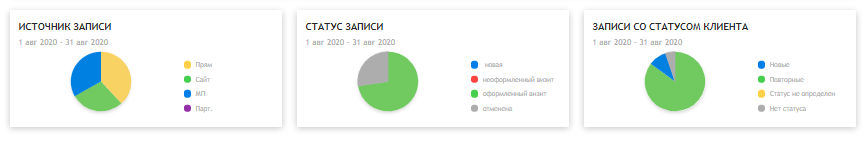 ИСТОЧНИК ЗАПИСИ
1 авг 2020 - 31 авг 2020
Прям
Сайт
МП
Парт.
СТАТУС ЗАПИСИ
1 авг 2020 - 31 авг 2020
новая
неоформленный визит
оформленный визит
отменена
ЗАПИСИ СО СТАТУСОМ КЛИЕНТА
1 авг 2020 - 31 авг 2020
Новые
Повторные
Статус не определен
Нет статуса